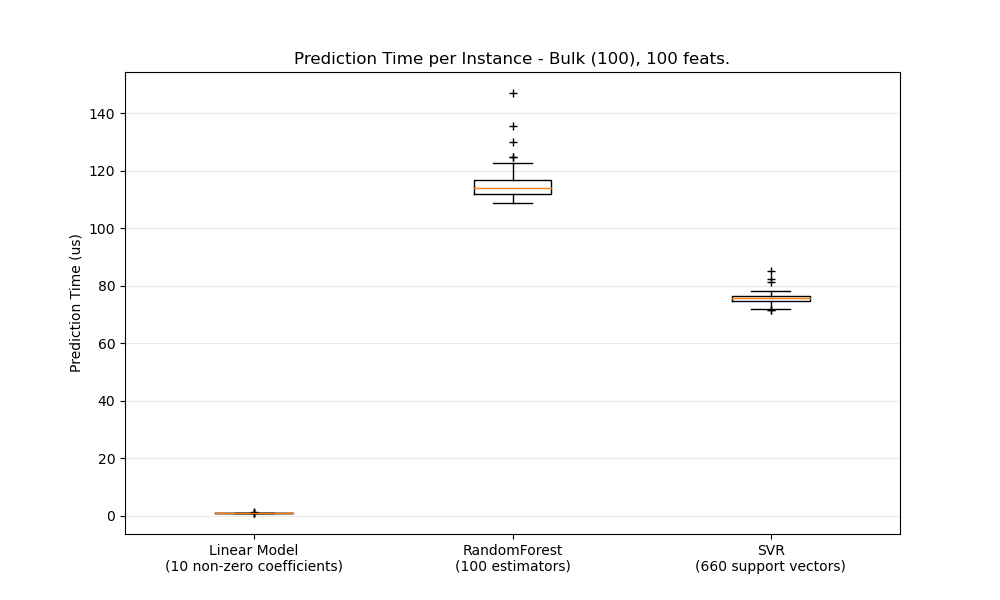 Prediction Time per Instance - Bulk (100), 100 feats.
Prediction Time (us)
140
120
100
80
60
40
20
0
Linear Model
(10 non-zero coefficients)
RandomForest
(100 estimators)
SVR
(660 support vectors)